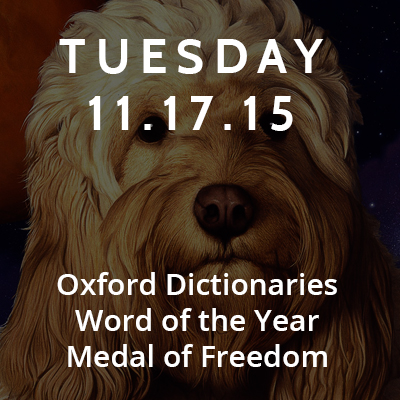 TUESDAY
11.17.15
Oxford Dictionaries
Word of the Year
Medal of Freedom